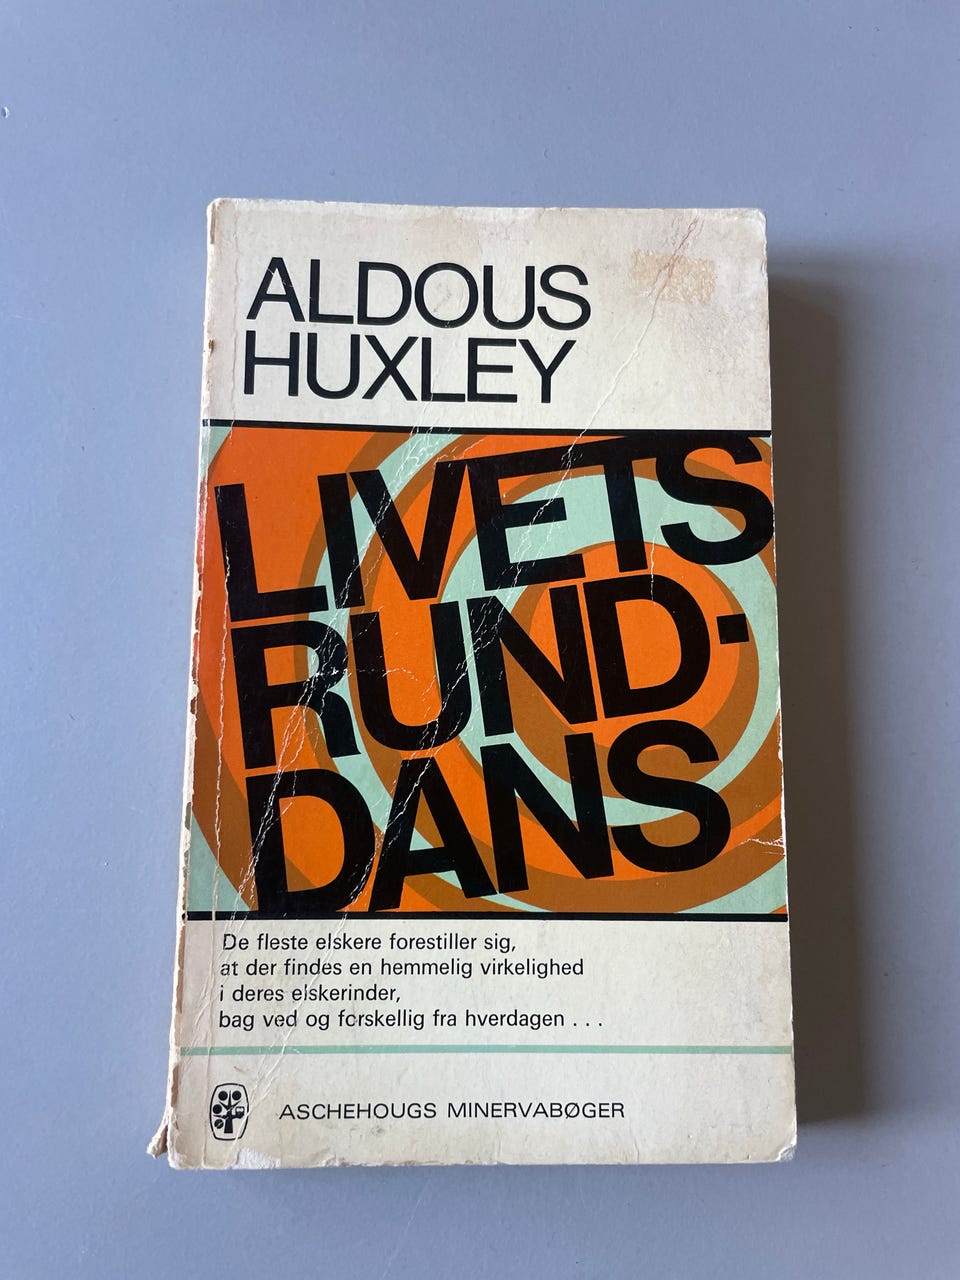 ALDOUS
HUXLEY
LIVETS
RUND-
DANS
De fleste elskere forestiller sig,
at der findes en hemmelig virkelighed
i deres elskerinder,
bag ved og forskellig fra hverdagen . . .
ASCHEHOUGS MINERVABØGER